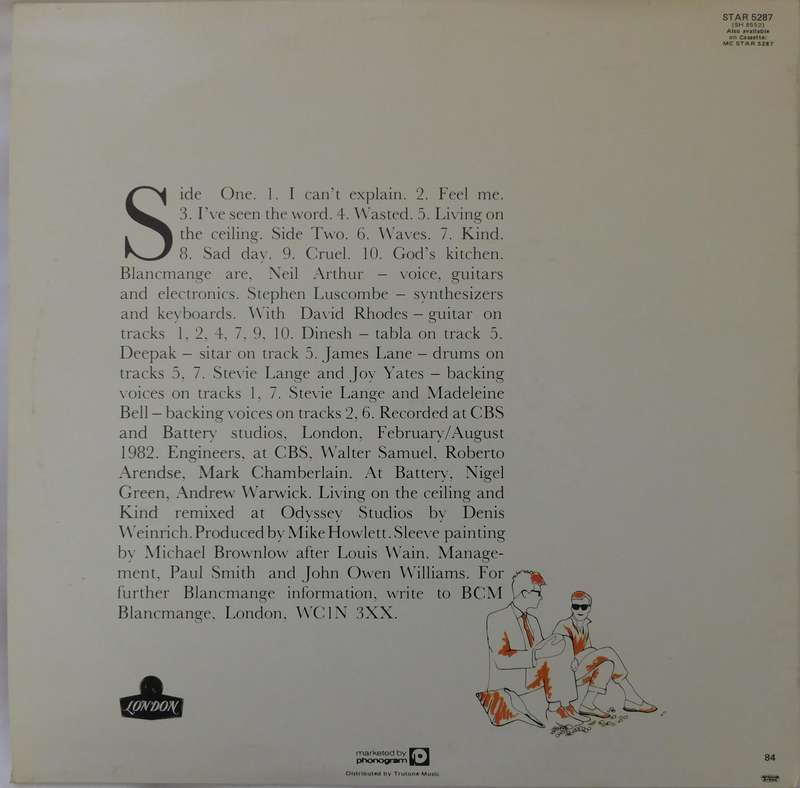 STAR 5287
(SH 8552)
Also available
on Cassette:
MC STAR 5287
Side One. 1. I can't explain. 2. Feel me.
3. I've seen the word. 4. Wasted. 5. Living on
the ceiling. Side Two. 6. Waves. 7. Kind.
8. Sad day. 9. Cruel. 10. God's kitchen.
Blancmange are, Neil Arthur – voice, guitars
and electronics. Stephen Luscombe – synthesizers
and keyboards. With David Rhodes – guitar on
tracks 1, 2, 4, 7, 9, 10. Dinesh – tabla on track 5.
Deepak – sitar on track 5. James Lane – drums on
tracks 5, 7. Stevie Lange and Joy Yates – backing
voices on tracks 1, 7. Stevie Lange and Madeleine
Bell – backing voices on tracks 2, 6. Recorded at CBS
and Battery studios, London, February/August
1982. Engineers, at CBS, Walter Samuel, Roberto
Arendse, Mark Chamberlain. At Battery, Nigel
Green, Andrew Warwick. Living on the ceiling and
Kind remixed at Odyssey Studios by Denis
Weinrich. Produced by Mike Howlett. Sleeve painting
by Michael Brownlow after Louis Wain. Manage-
ment, Paul Smith and John Owen Williams. For
further Blancmange information, write to BCM
Blancmange, London, WC1N 3XX.
LONDON
marketed by
phonogram
Distributed by Trutone Music
84